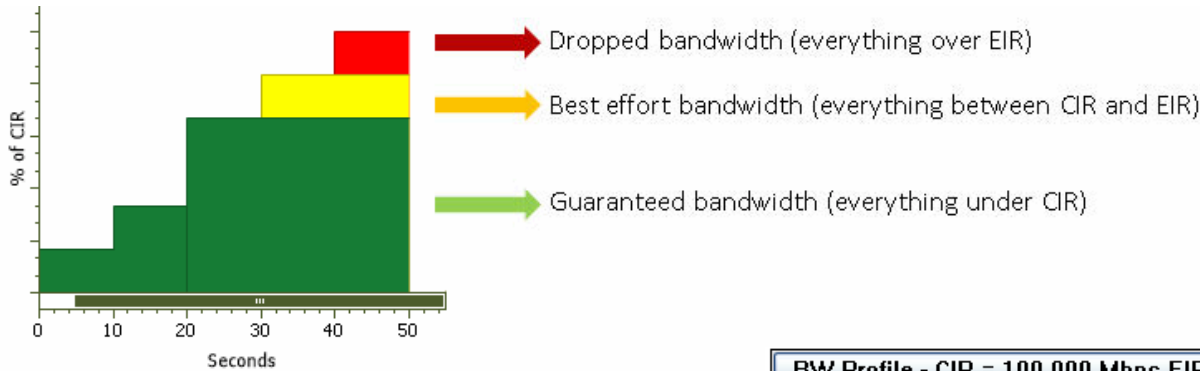 Dropped bandwidth (everything over EIR)
Best effort bandwidth (everything between CIR and EIR)
Guaranteed bandwidth (everything under CIR)
% of CIR
0 10 20 30 40 50
Seconds
BW Profile - CIR = 100.000 Mbps EIR